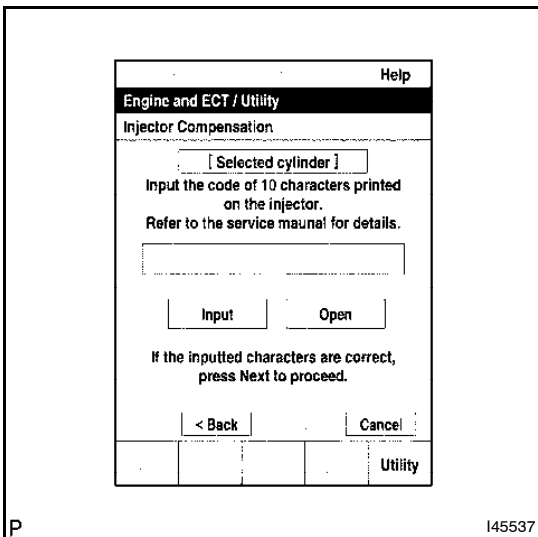 Help
Engine and ECT / Utility
Injector Compensation
[ Selected cylinder ]
Input the code of 10 characters printed
on the injector.
Refer to the service maunal for details.
Input Open
If the inputted characters are correct,
press Next to proceed.
< Back Cancel
Utility
P I45537